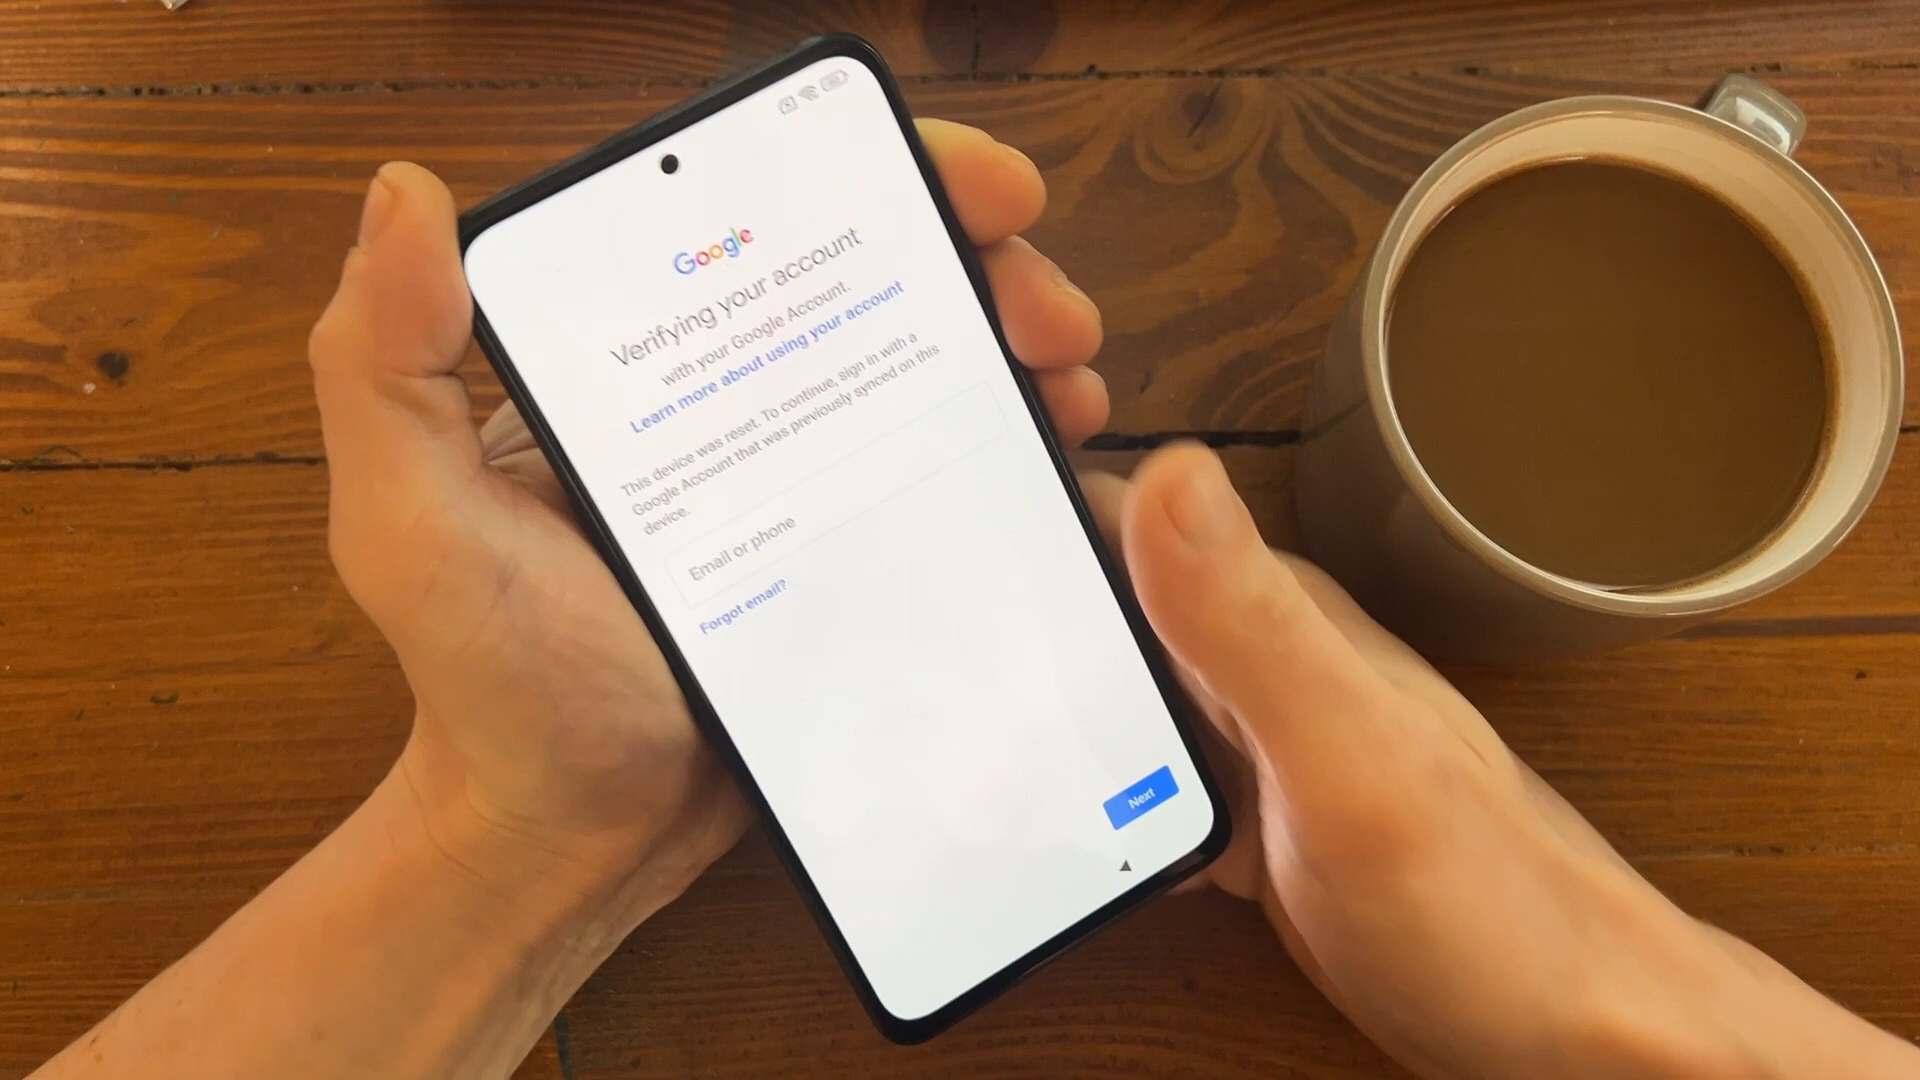 Google
Verifying your account
with your Google Account.
Learn more about using your account
This device was reset. To continue, sign in with a
Google Account that was previously synced on this
device.
Email or phone
Forgot email?
Next